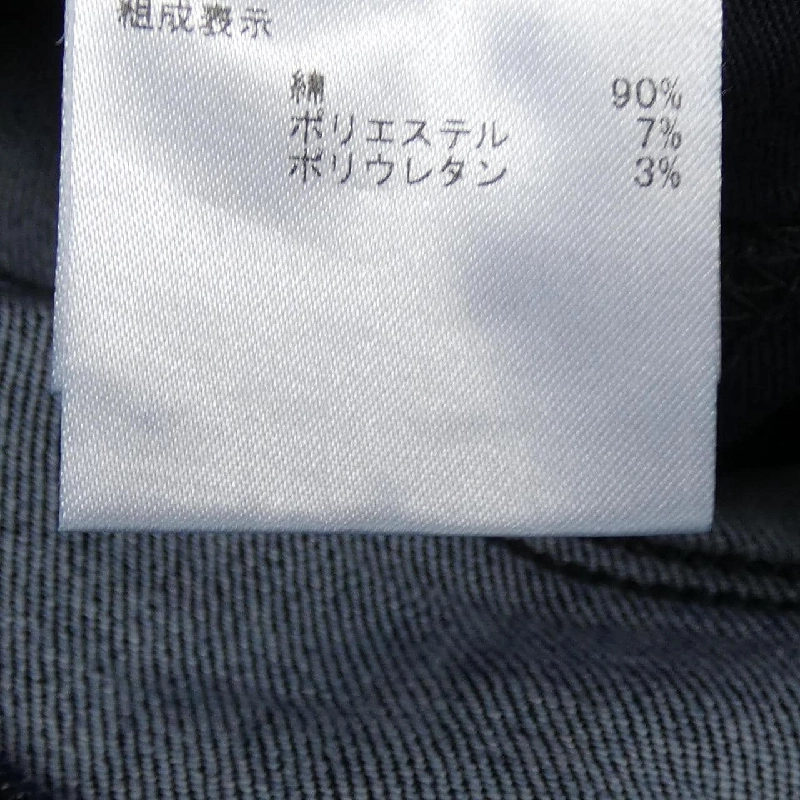 組成表示
綿 90%
ポリエステル 7%
ポリウレタン 3%